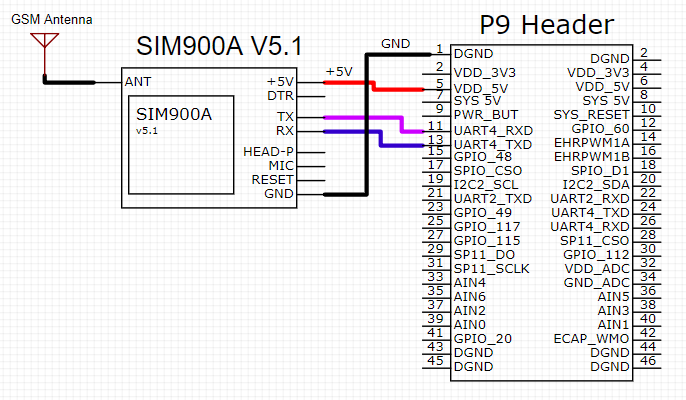 GSM Antenna
SIM900A V5.1
P9 Header
GND
+5V
ANT
SIM900A
v5.1
+5V
DTR
TX
RX
HEAD-P
MIC
RESET
GND
1 DGND DGND 2
2 VDD_3V3 VDD_3V3 4
5 VDD_5V VDD_5V 6
7 SYS 5V SYS 5V 8
9 PWR_BUT SYS_RESET 10
11 UART4_RXD GPIO_60 12
13 UART4_TXD EHRPWM1A 14
15 GPIO_48 EHRPWM1B 16
17 SPIO_CSO SPIO_D1 18
19 I2C2_SCL I2C2_SDA 20
21 UART2_TXD UART2_RXD 22
23 GPIO_49 UART4_TXD 24
25 GPIO_117 UART4_RXD 26
27 GPIO_115 SP11_CSO 28
29 SP11_DO GPIO_112 30
31 SP11_SCLK VDD_ADC 32
33 AIN4 GND_ADC 34
35 AIN6 AIN5 36
37 AIN2 AIN3 38
39 AIN0 AIN1 40
41 GPIO_20 ECAP_WMO 42
43 DGND DGND 44
45 DGND DGND 46